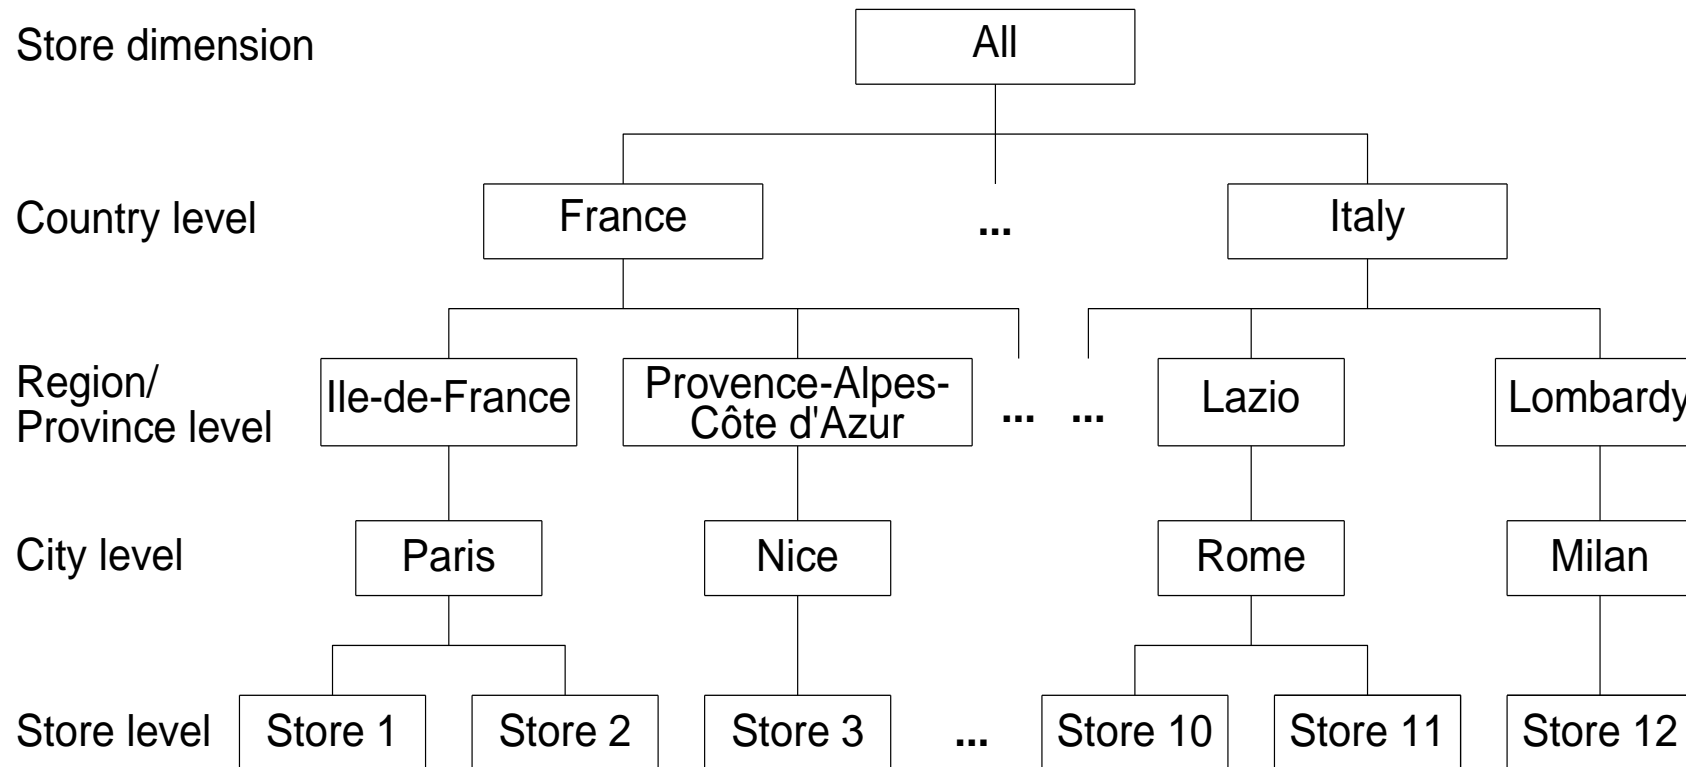 Store dimension
All
Country level
France
...
Italy
Region/
Province level
Ile-de-France
Provence-Alpes-
Côte d'Azur
...
...
Lazio
Lombardy
City level
Paris
Nice
Rome
Milan
Store level
Store 1
Store 2
Store 3
...
Store 10
Store 11
Store 12